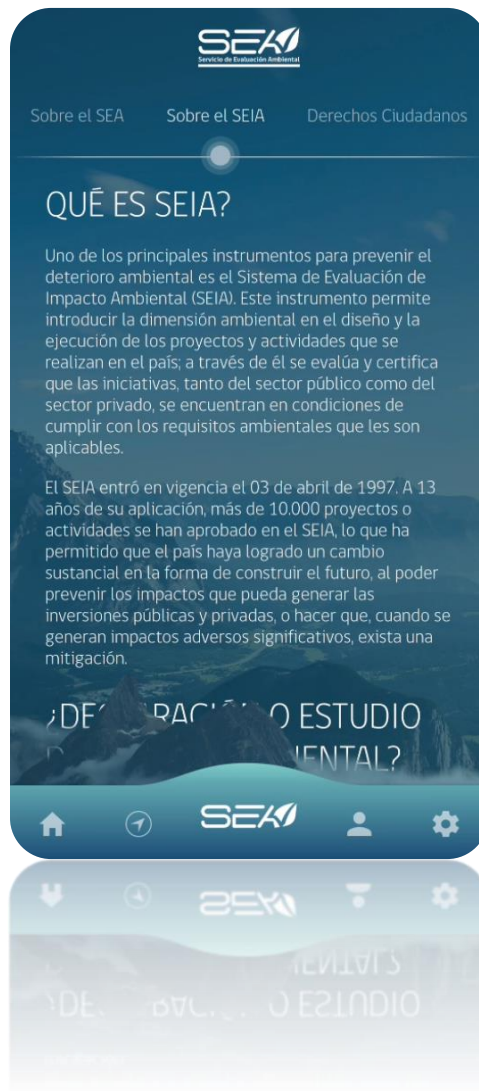 SEA
Servicio de Evaluación Ambiental
Sobre el SEA Sobre el SEIA Derechos Ciudadanos
QUÉ ES SEIA?
Uno de los principales instrumentos para prevenir el
deterioro ambiental es el Sistema de Evaluación de
Impacto Ambiental (SEIA). Este instrumento permite
introducir la dimensión ambiental en el diseño y la
ejecución de los proyectos y actividades que se
realizan en el país; a través de él se evalúa y certifica
que las iniciativas, tanto del sector público como del
sector privado, se encuentran en condiciones de
cumplir con los requisitos ambientales que les son
aplicables.
El SEIA entró en vigencia el 03 de abril de 1997. A 13
años de su aplicación, más de 10.000 proyectos o
actividades se han aprobado en el SEIA, lo que ha
permitido que el país haya logrado un cambio
sustancial en la forma de construir el futuro, al poder
prevenir los impactos que pueda generar las
inversiones públicas y privadas, o hacer que, cuando se
generan impactos adversos significativos, exista una
mitigación.
O ESTUDIO
SEA